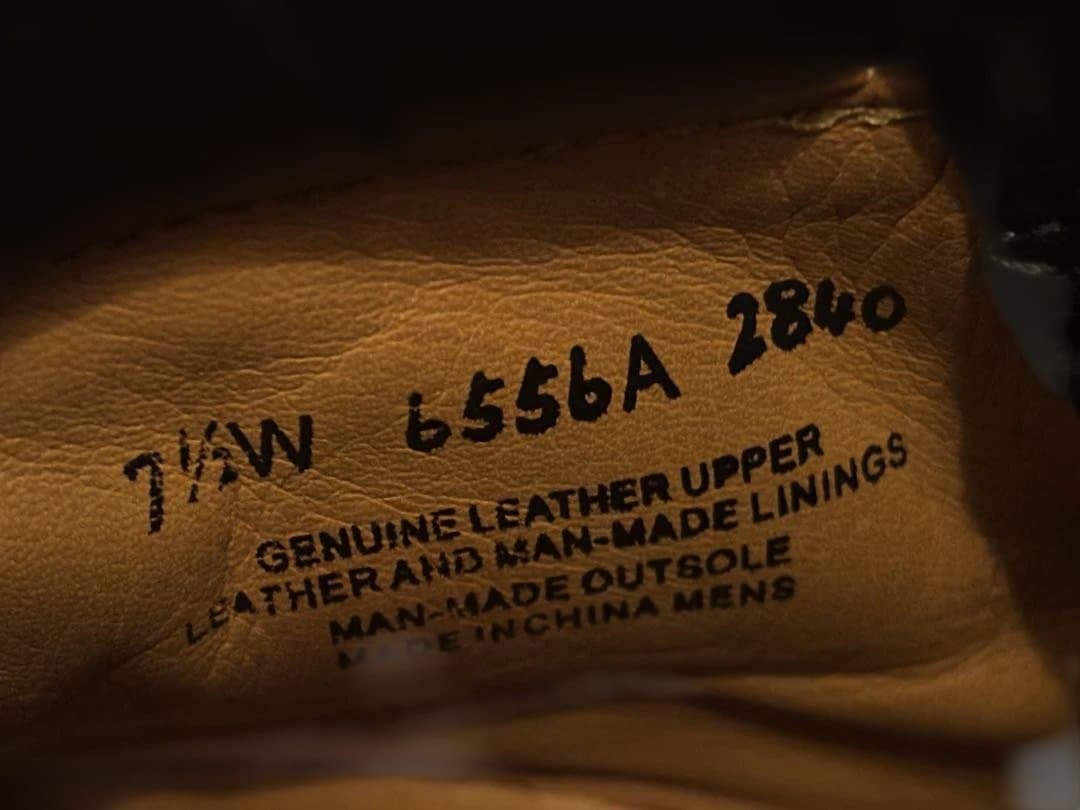 7½W 6556A 2840
GENUINE LEATHER UPPER
LEATHER AND MAN-MADE LININGS
MAN-MADE OUTSOLE
MADE IN CHINA MENS